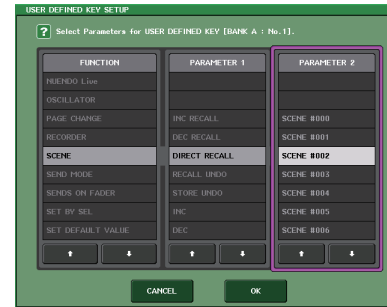 USER DEFINED KEY SETUP
? Select Parameters for USER DEFINED KEY [BANK A : No.1].
FUNCTION
NUENDO Live
OSCILLATOR
PAGE CHANGE
RECORDER
SCENE
SEND MODE
SENDS ON FADER
SET BY SEL
SET DEFAULT VALUE
PARAMETER 1
INC RECALL
DEC RECALL
DIRECT RECALL
RECALL UNDO
STORE UNDO
INC
DEC
PARAMETER 2
SCENE #000
SCENE #001
SCENE #002
SCENE #003
SCENE #004
SCENE #005
SCENE #006
CANCEL
OK